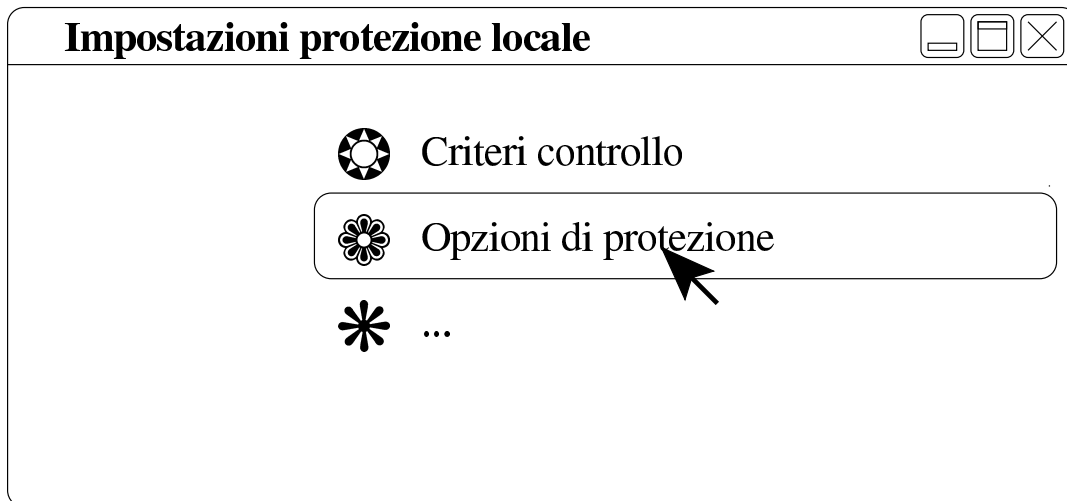 Impostazioni protezione locale
Criteri controllo
Opzioni di protezione
...